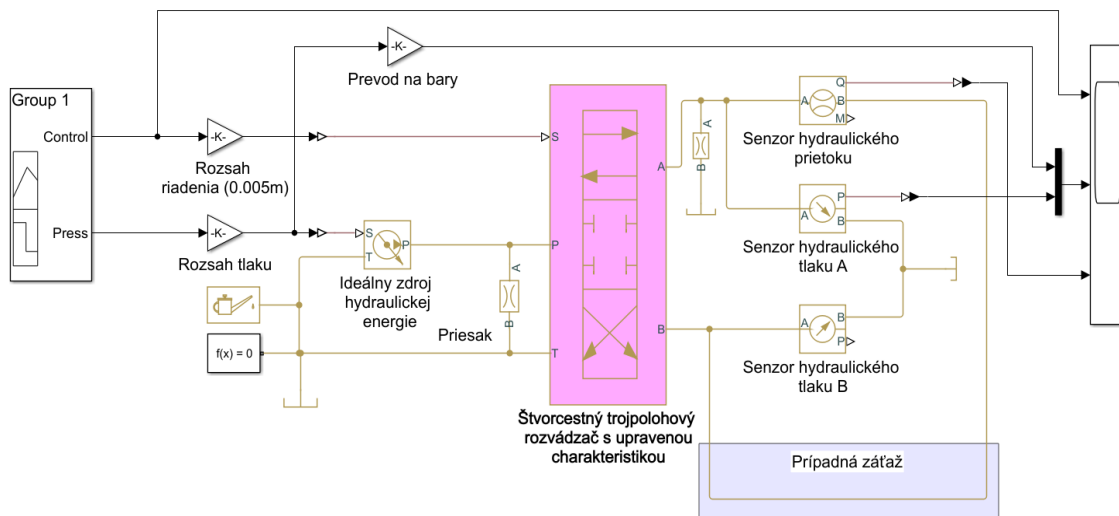 Group 1
Control
Press
-K-
Rozsah
riadenia (0.005m)
-K-
Rozsah tlaku
-K-
Prevod na bary
S
T
P
Ideálny zdroj
hydraulickej
energie
f(x) = 0
A
B
Priesak
S
P
T
A
B
Štvorcestný trojpolohový
rozvádzač s upravenou
charakteristikou
A
B
A
Q
B
M
Senzor hydraulického
prietoku
A
P
B
Senzor hydraulického
tlaku A
A
B
P
Senzor hydraulického
tlaku B
Prípadná záťaž